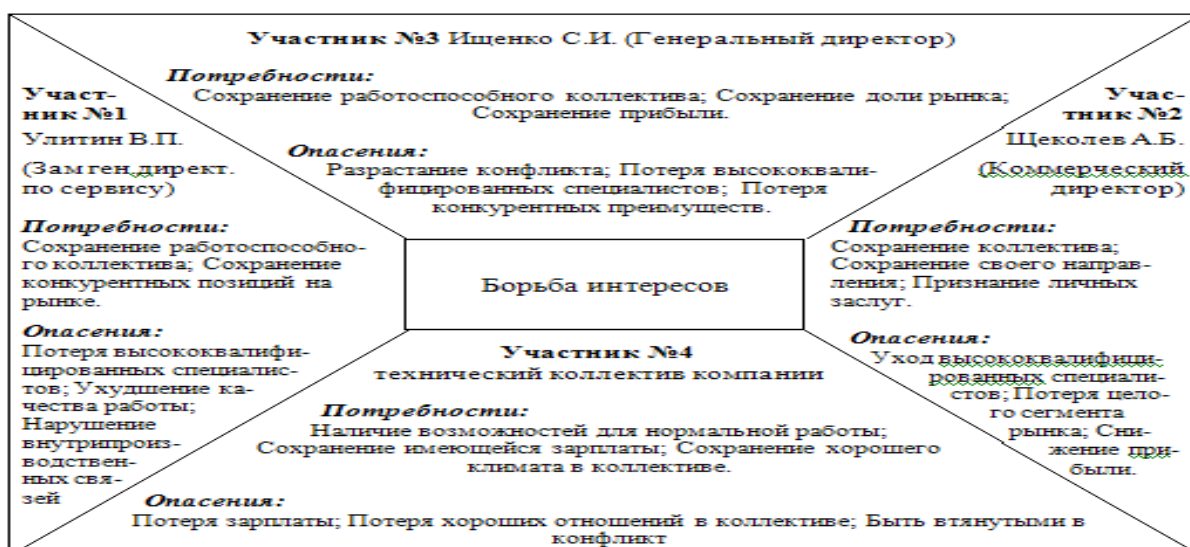 Участник №3 Ищенко С.И. (Генеральный директор)
Потребности:
Сохранение работоспособного коллектива; Сохранение доли рынка;
Сохранение прибыли.
Опасения:
Разрастание конфликта; Потеря высококвали-
фицированных специалистов; Потеря
конкурентных преимуществ.
Участ-
ник №1
Улитин В.П.
(Зам ген.директ.
по сервису)
Потребности:
Сохранение работоспособно-
го коллектива; Сохранение
конкурентных позиций на
рынке.
Опасения:
Потеря высококвалифи-
цированных специалис-
тов; Ухудшение ка-
чества работы;
Нарушение
внутрипроиз-
водствен-
ных свя-
зей
Борьба интересов
Учас-
тник №2
Щеколев А.Б.
(Коммерческий
директор)
Потребности:
Сохранение коллектива;
Сохранение своего направ-
ления; Признание личных
заслуг.
Опасения:
Уход высококвалифици-
рованных специали-
стов; Потеря цело-
го сегмента
рынка; Сни-
жение при-
были.
Участник №4
технический коллектив компании
Потребности:
Наличие возможностей для нормальной работы;
Сохранение имеющейся зарплаты; Сохранение хорошего
климата в коллективе.
Опасения:
Потеря зарплаты; Потеря хороших отношений в коллективе; Быть втянутыми в
конфликт